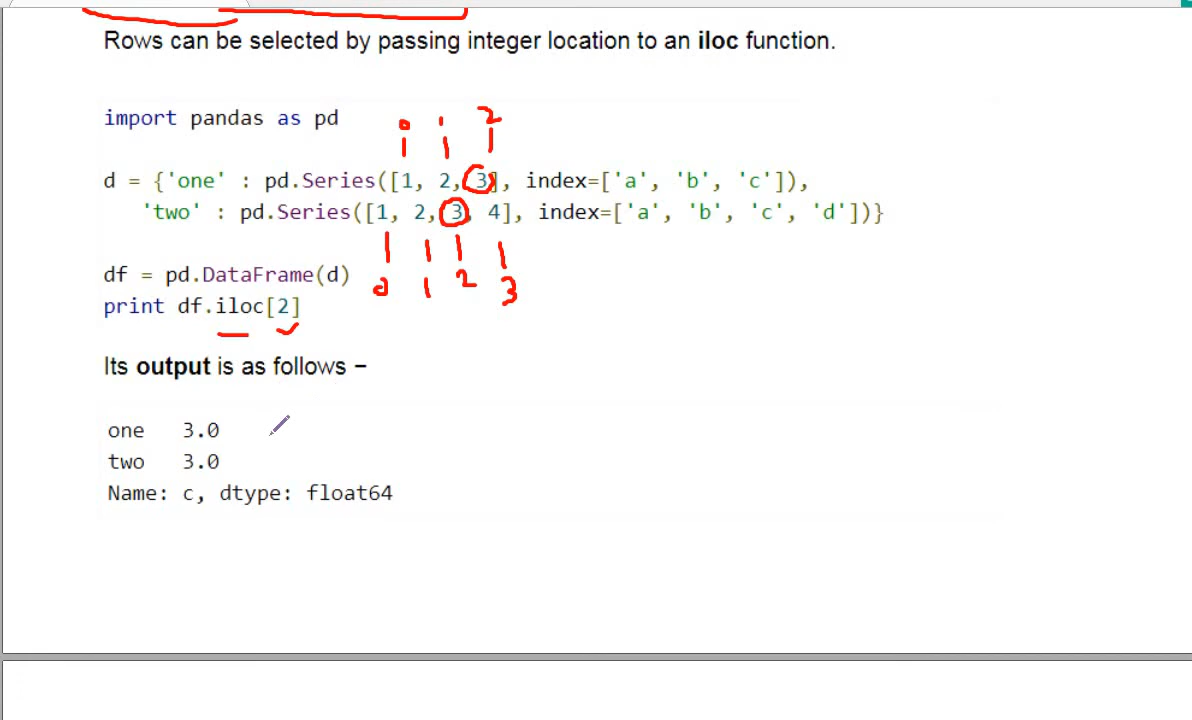 Rows can be selected by passing integer location to an iloc function.
import pandas as pd
0 1 2
d = {'one' : pd.Series([1, 2, 3], index=['a', 'b', 'c']),
'two' : pd.Series([1, 2, 3, 4], index=['a', 'b', 'c', 'd'])}
0 1 2 3
df = pd.DataFrame(d)
print df.iloc[2]
Its output is as follows −
one 3.0
two 3.0
Name: c, dtype: float64